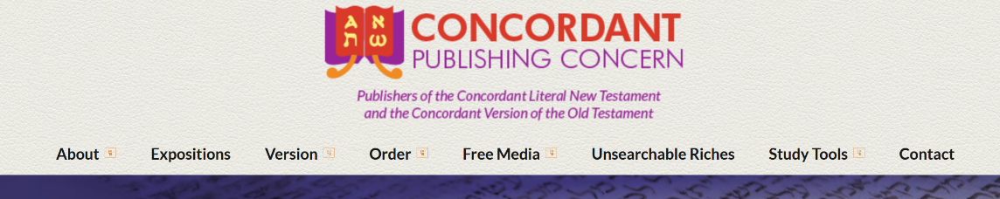 A א
ת ω
CONCORDANT
PUBLISHING CONCERN
Publishers of the Concordant Literal New Testament
and the Concordant Version of the Old Testament
About Expositions Version Order Free Media Unsearchable Riches Study Tools Contact